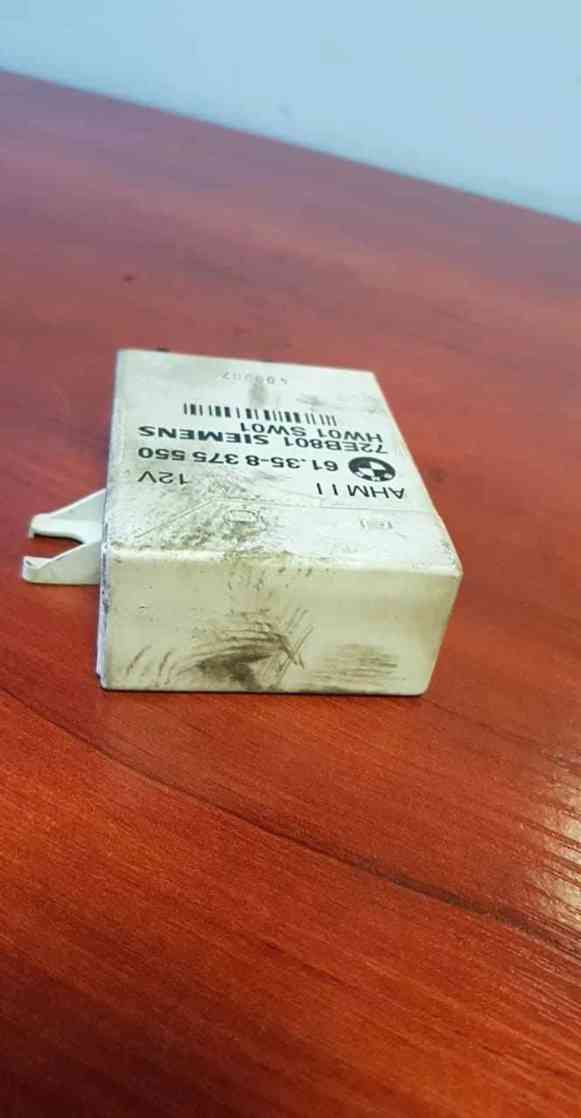 AHM II 12V
61.35-8 375 550
72EB801 SIEMENS
HW01 SW01